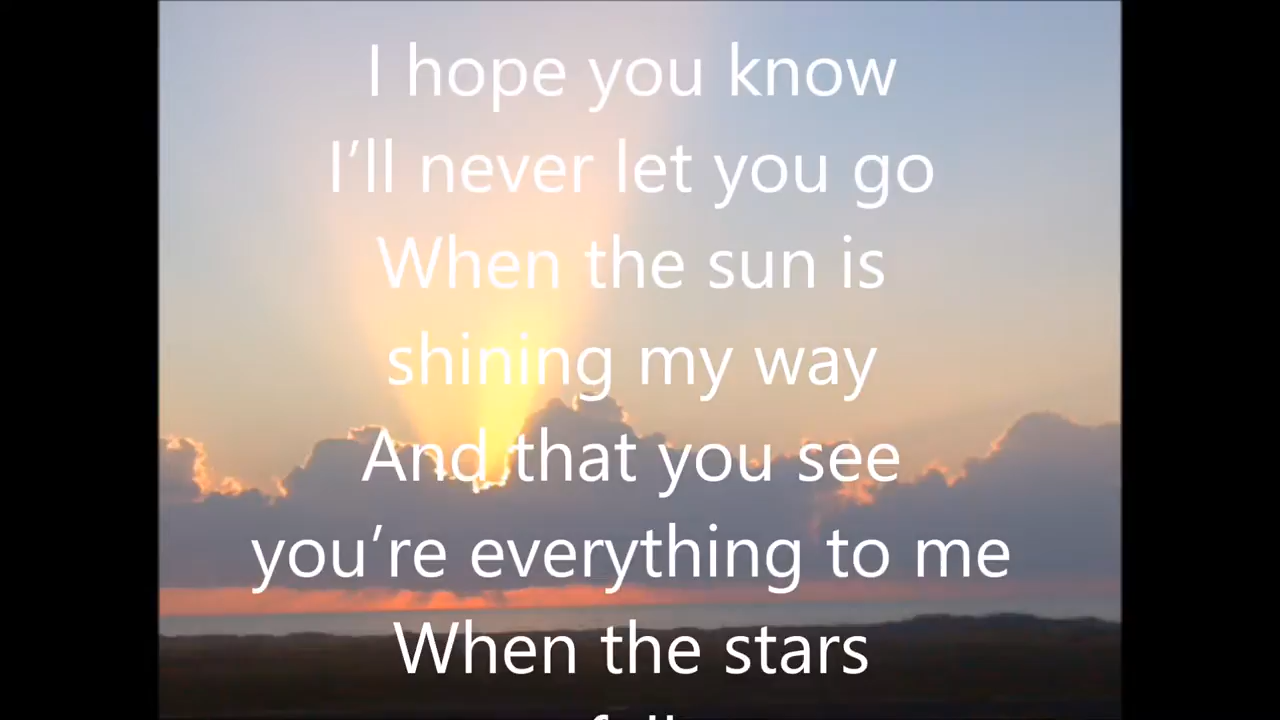 I hope you know
I’ll never let you go
When the sun is
shining my way
And that you see
you’re everything to me
When the stars